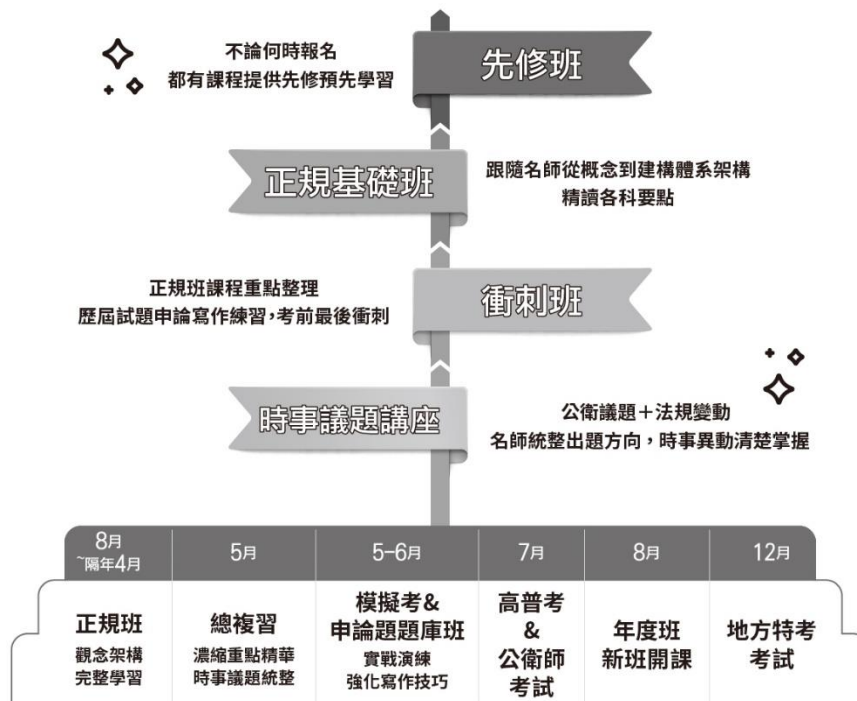 不論何時報名
都有課程提供先修預先學習
先修班
正規基礎班
跟隨名師從概念到建構體系架構
精讀各科要點
正規班課程重點整理
歷屆試題申論寫作練習,考前最後衝刺
衝刺班
時事議題講座
公衛議題+法規變動
名師統整出題方向,時事異動清楚掌握
8月
~隔年4月
5月
5-6月
7月
8月
12月
正規班
觀念架構
完整學習
總複習
濃縮重點精華
時事議題統整
模擬考&
申論題題庫班
實戰演練
強化寫作技巧
高普考
&
公衛師
考試
年度班
新班開課
地方特考
考試